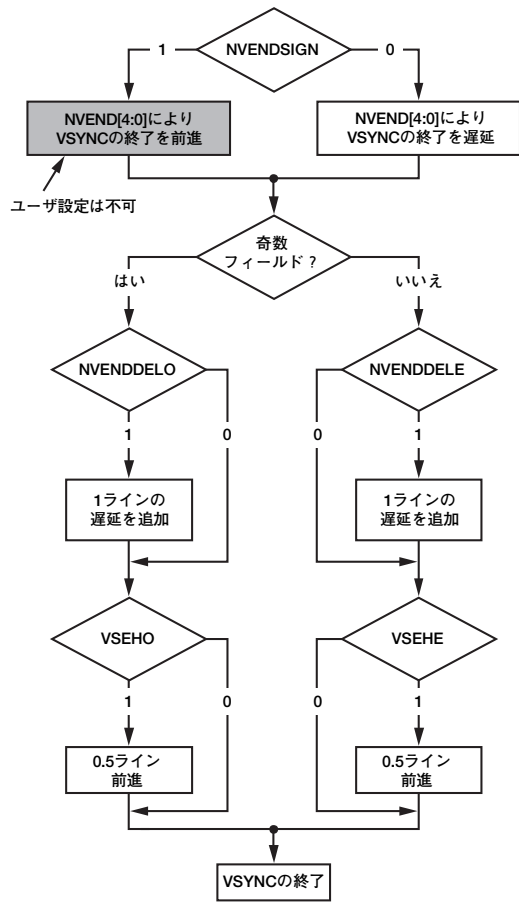 NVENDSIGN
1
0
NVEND[4:0]により
VSYNCの終了を前進
NVEND[4:0]により
VSYNCの終了を遅延
ユーザ設定は不可
奇数
フィールド?
はい
いいえ
NVENDDELO
NVENDDELE
1
0
0
1
1ラインの
遅延を追加
1ラインの
遅延を追加
VSEHO
VSEHE
1
0
0
1
0.5ライン
前進
0.5ライン
前進
VSYNCの終了